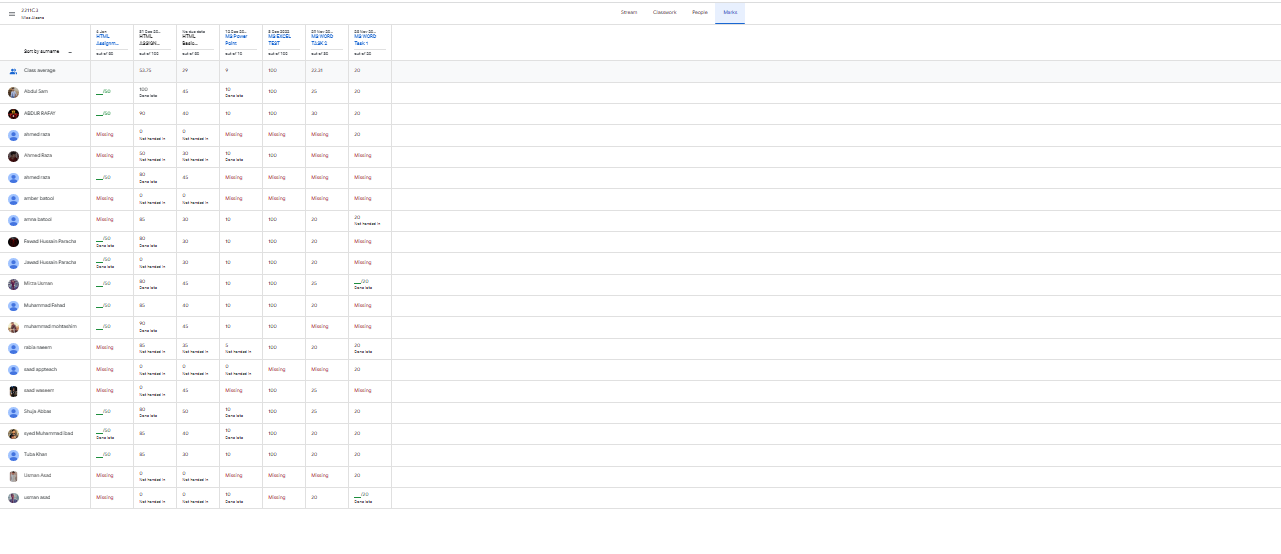 2211C2
Miss Aleena
Stream Classwork People Marks
Sort by surname
6 Jan
HTML
Assignm...
out of 50
31 Dec 20...
HTML
ASSIGN...
out of 100
No due date
HTML
Basic...
out of 50
12 Dec 20...
MS Power
Point
out of 10
5 Dec 2022
MS EXCEL
TEST
out of 100
29 Nov 20...
MS WORD
TASK 2
out of 30
28 Nov 20...
MS WORD
Task 1
out of 20
Class average 53.75 29 9 100 22.31 20
Abdul Sam __/50 100 45 10 100 25 20
Done late Done late
ABDUR RAFAY __/50 90 40 10 100 30 20
ahmed raza Missing 0 0 Missing Missing Missing 20
Not handed in Not handed in
Ahmed Raza Missing 50 30 10 100 Missing Missing
Not handed in Not handed in Done late
ahmed raza __/50 80 45 Missing Missing Missing Missing
Done late
amber batool Missing 0 0 Missing Missing Missing Missing
Not handed in Not handed in
amna batool Missing 85 30 10 100 20 20
Not handed in
Fawad Hussain Paracha __/50 80 30 10 100 20 Missing
Done late Done late
Jawad Hussain Paracha __/50 0 30 10 100 20 Missing
Done late Not handed in
Mirza Usman __/50 80 45 10 100 25 __/20
Done late Done late
Muhammad Fahad __/50 85 40 10 100 20 Missing
muhammad mohtashim __/50 90 45 10 100 Missing Missing
Done late
rabia naeem Missing 85 35 5 100 20 20
Not handed in Not handed in Not handed in Done late
saad apptech Missing 0 0 0 Missing Missing 20
Not handed in Not handed in Not handed in
saad waseem Missing 0 45 Missing 100 25 Missing
Not handed in
Shuja Abbas __/50 80 50 10 100 25 20
Done late Done late
syed Muhammad ibad __/50 85 40 10 100 20 20
Done late Done late
Tuba Khan __/50 85 30 10 100 20 20
Usman Asad Missing 0 0 Missing Missing Missing 20
Not handed in Not handed in
usman asad Missing 0 0 10 Missing 20 __/20
Not handed in Not handed in Done late Done late